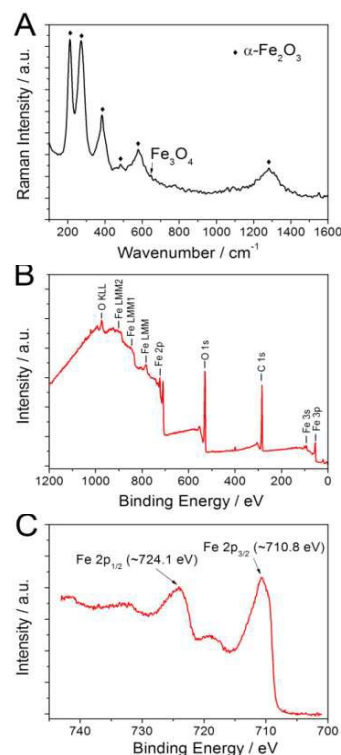 A
♦ α-Fe₂O₃
Fe₃O₄
Raman Intensity / a.u.
200 400 600 800 1000 1200 1400 1600
Wavenumber / cm⁻¹
B
O KLL
Fe LMM2
Fe LMM1
Fe LMM
Fe 2p
O 1s
C 1s
Fe 3s
Fe 3p
Intensity / a.u.
1200 1000 800 600 400 200 0
Binding Energy / eV
C
Fe 2p₃/₂ (~710.8 eV)
Fe 2p₁/₂ (~724.1 eV)
Intensity / a.u.
740 730 720 710 700
Binding Energy / eV